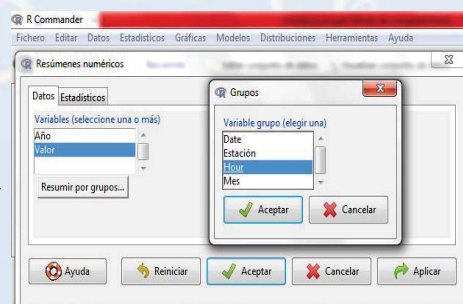 R Commander
Fichero Editar Datos Estadísticos Gráficas Modelos Distribuciones Herramientas Ayuda
Resúmenes numéricos
Datos Estadísticos
Variables (seleccione una o más)
Año
Valor
Resumir por grupos...
Grupos
Variable grupo (elegir una)
Date
Estación
Hour
Mes
Aceptar Cancelar
Ayuda Reiniciar Aceptar Cancelar Aplicar